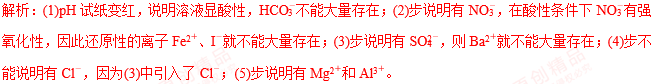 解析：(1)pH 试纸变红，说明溶液显酸性，HCO₃⁻不能大量存在；(2)步说明有 NO₃⁻，在酸性条件下 NO₃⁻有强
氧化性，因此还原性的离子 Fe²⁺、I⁻就不能大量存在；(3)步说明有 SO₄²⁻，则 Ba²⁺就不能大量存在；(4)步不
能说明有 Cl⁻，因为(3)中引入了 Cl⁻；(5)步说明有 Mg²⁺和 Al³⁺。